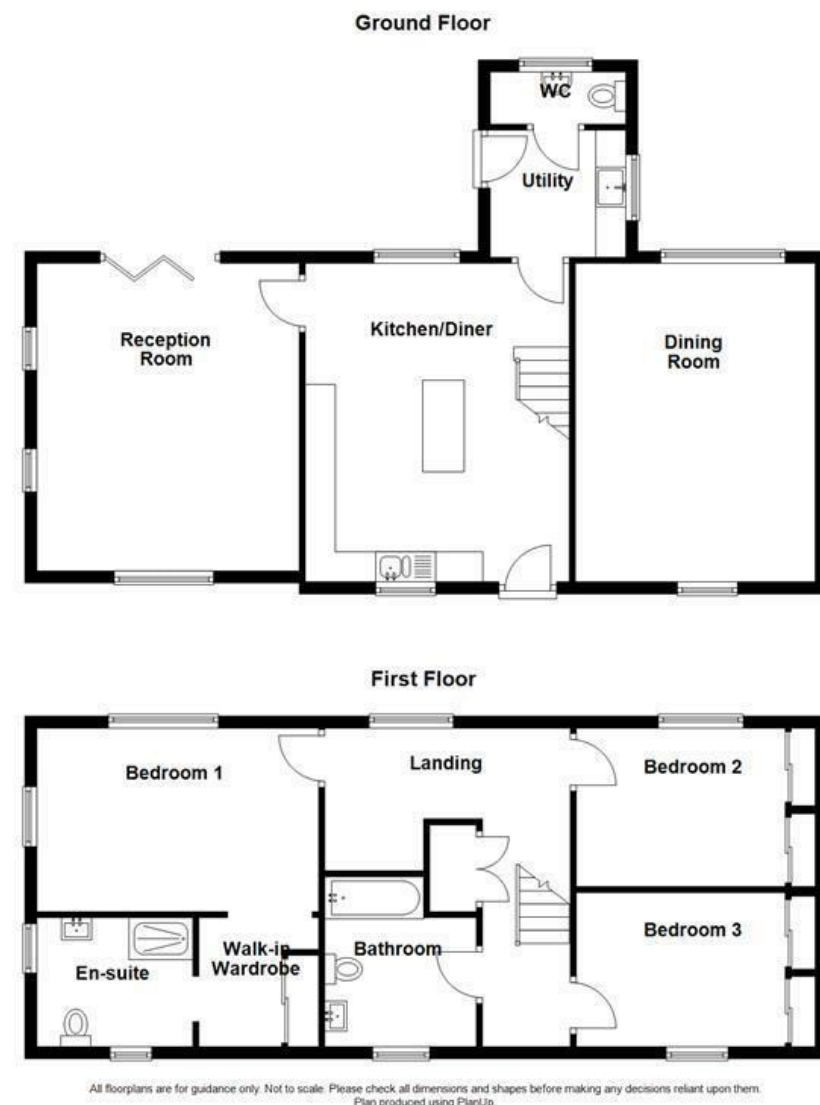 Ground Floor
WC
Utility
Reception
Room
Kitchen/Diner
Dining
Room
First Floor
Bedroom 1
Landing
Bedroom 2
En-suite
Walk-in
Wardrobe
Bathroom
Bedroom 3
All floorplans are for guidance only. Not to scale. Please check all dimensions and shapes before making any decisions reliant upon them.
Plan produced using PlanUp.